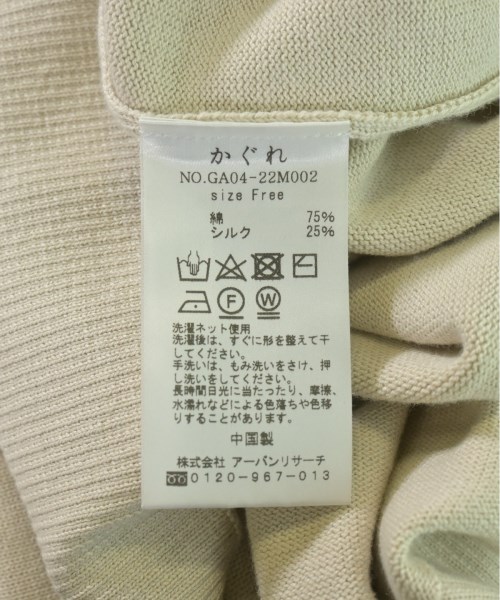 かぐれ
NO.GA04-22M002
size Free
綿 75%
シルク 25%
F W
洗濯ネット使用
洗濯後は、すぐに形を整えて干
してください。
手洗いは、もみ洗いをさけ、押
し洗いをしてください。
長時間日光に当たったり、摩擦、
水濡れなどによる色落ちや色移
りすることがあります。
中国製
株式会社 アーバンリサーチ
0120-967-013